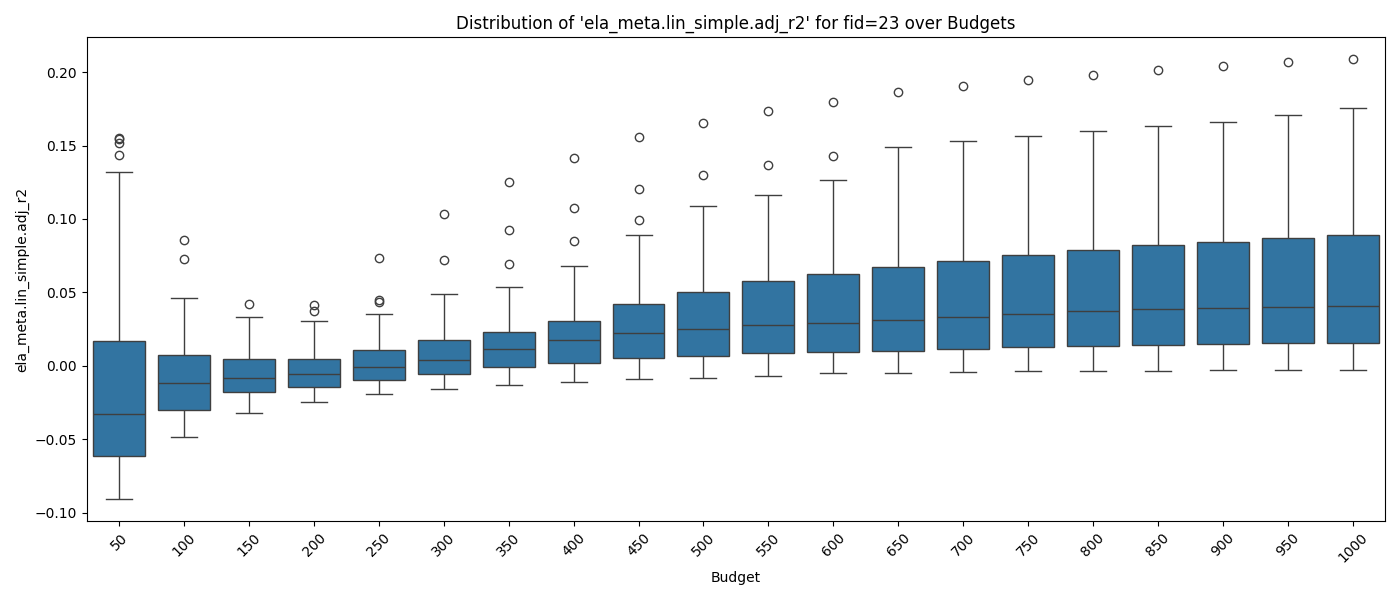 Distribution of 'ela_meta.lin_simple.adj_r2' for fid=23 over Budgets
ela_meta.lin_simple.adj_r2
0.20
0.15
0.10
0.05
0.00
−0.05
−0.10
50 100 150 200 250 300 350 400 450 500 550 600 650 700 750 800 850 900 950 1000
Budget